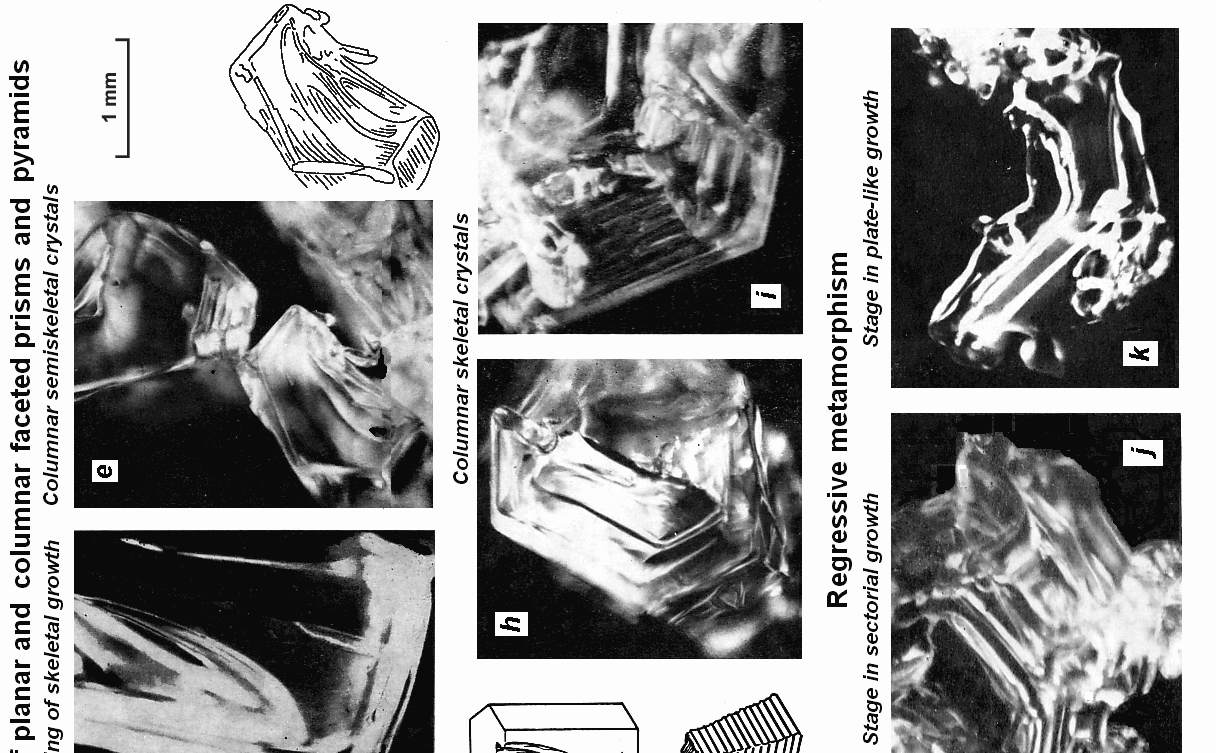 f planar and columnar faceted prisms and pyramids
ng of skeletal growth
Columnar semiskeletal crystals
1 mm
e
Columnar skeletal crystals
h
i
Regressive metamorphism
Stage in sectorial growth
Stage in plate-like growth
j
k